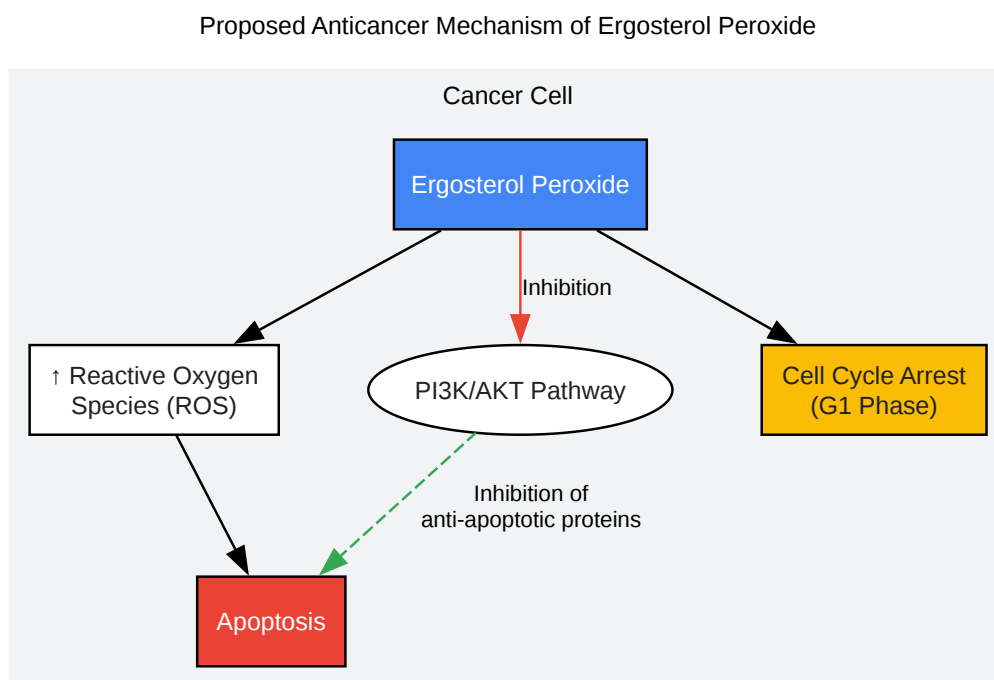 Proposed Anticancer Mechanism of Ergosterol Peroxide
Cancer Cell
Ergosterol Peroxide
Inhibition
↑ Reactive Oxygen
Species (ROS)
PI3K/AKT Pathway
Cell Cycle Arrest
(G1 Phase)
Inhibition of
anti-apoptotic proteins
Apoptosis